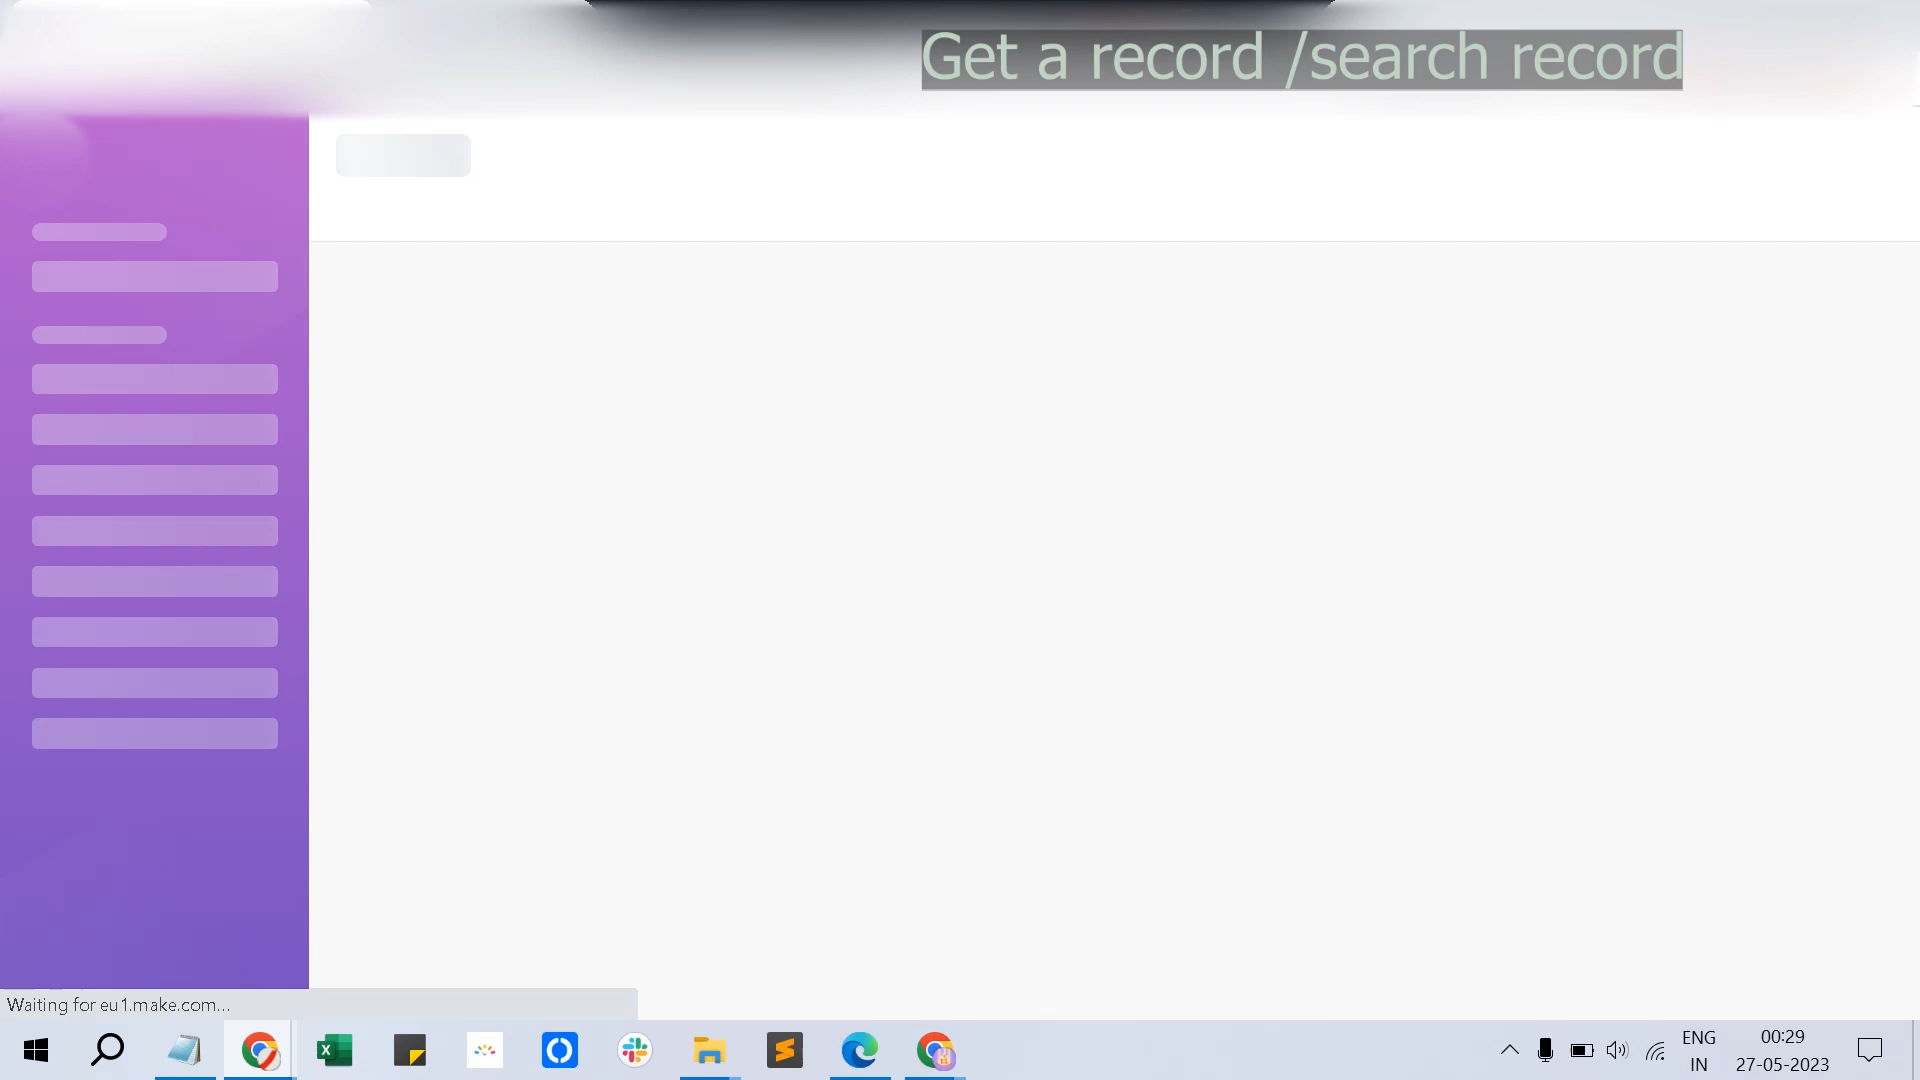 Get a record /search record
Waiting for eu1.make.com...
ENG
IN
00:29
27-05-2023